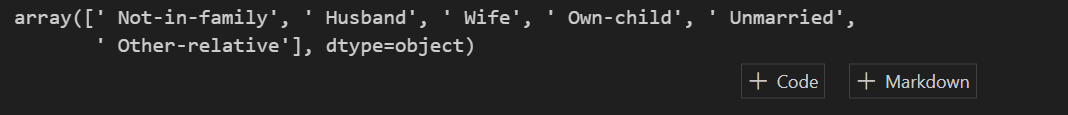 array([' Not-in-family', ' Husband', ' Wife', ' Own-child', ' Unmarried',
       ' Other-relative'], dtype=object)
+ Code + Markdown